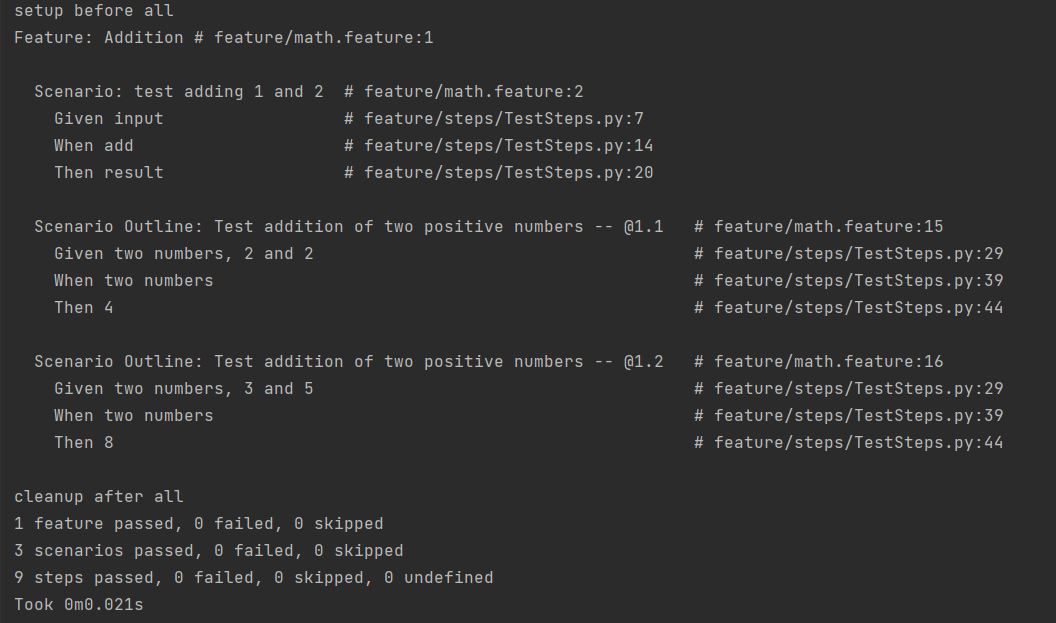 setup before all
Feature: Addition # feature/math.feature:1
Scenario: test adding 1 and 2  # feature/math.feature:2
Given input                  # feature/steps/TestSteps.py:7
When add                     # feature/steps/TestSteps.py:14
Then result                  # feature/steps/TestSteps.py:20
Scenario Outline: Test addition of two positive numbers -- @1.1   # feature/math.feature:15
Given two numbers, 2 and 2                                      # feature/steps/TestSteps.py:29
When two numbers                                                # feature/steps/TestSteps.py:39
Then 4                                                          # feature/steps/TestSteps.py:44
Scenario Outline: Test addition of two positive numbers -- @1.2   # feature/math.feature:16
Given two numbers, 3 and 5                                      # feature/steps/TestSteps.py:29
When two numbers                                                # feature/steps/TestSteps.py:39
Then 8                                                          # feature/steps/TestSteps.py:44
cleanup after all
1 feature passed, 0 failed, 0 skipped
3 scenarios passed, 0 failed, 0 skipped
9 steps passed, 0 failed, 0 skipped, 0 undefined
Took 0m0.021s